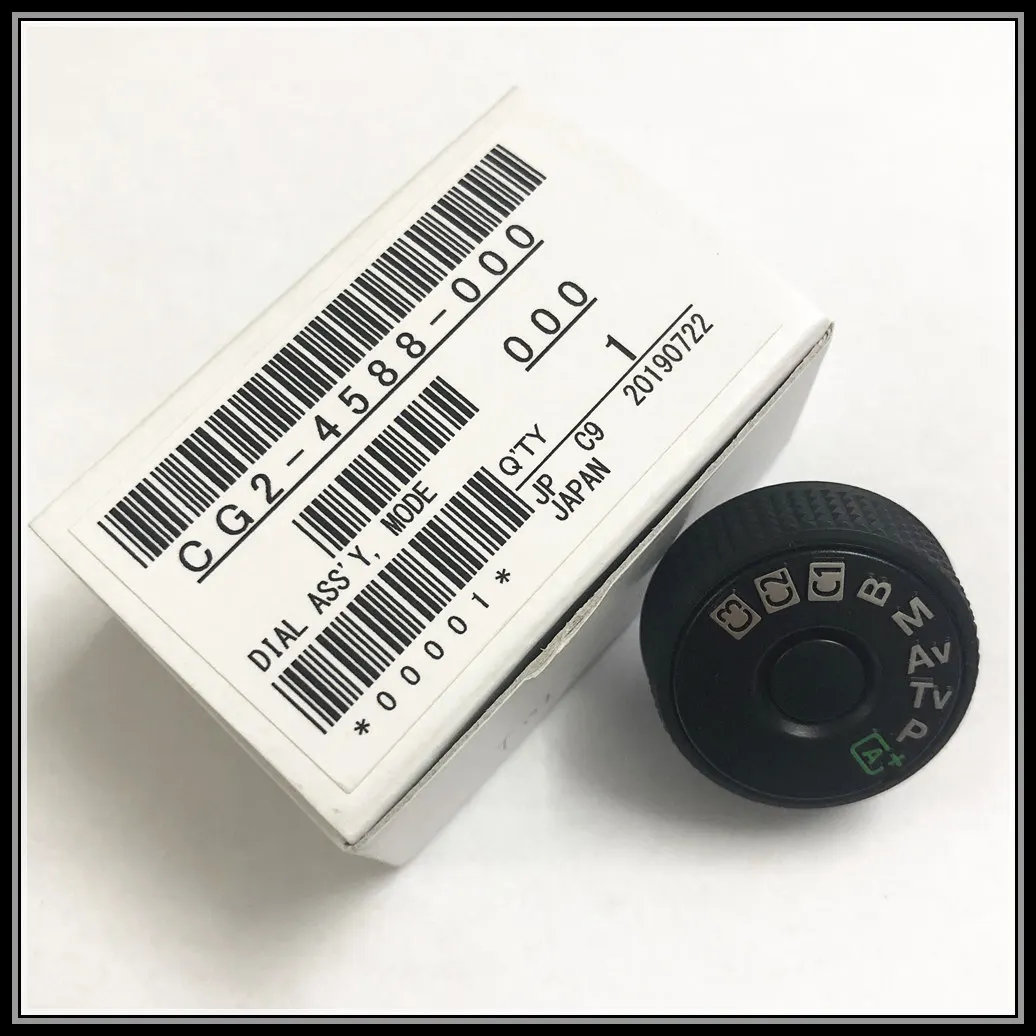 CG2-4588-000
000
DIAL ASS'Y, MODE
Q'TY 1
*00001*
JP C9 20190722
JAPAN
C3
C2
C1
B
M
Av
Tv
P
A+